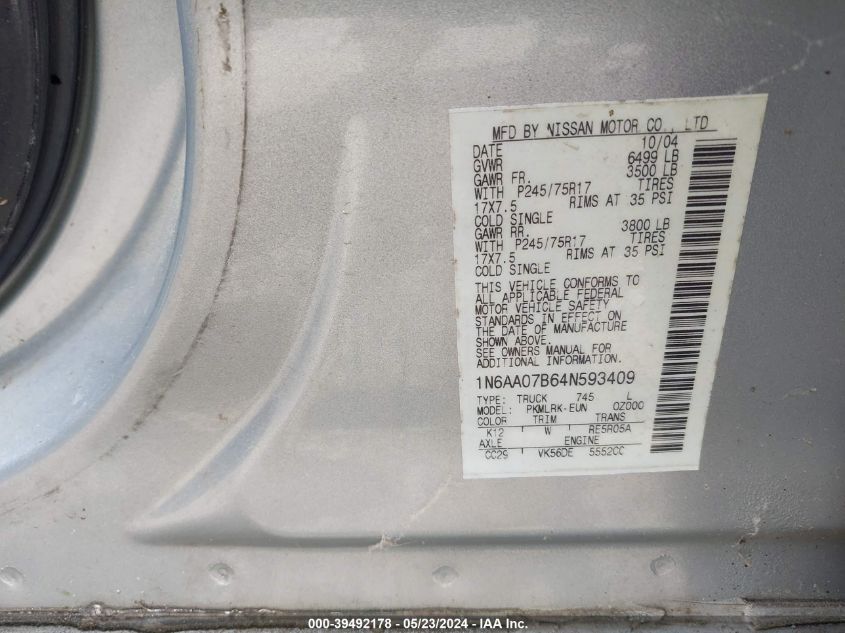 MFD BY NISSAN MOTOR CO., LTD
DATE 10/04
GVWR 6499 LB
GAWR FR. 3500 LB
WITH P245/75R17 TIRES
17X7.5 RIMS AT 35 PSI
COLD SINGLE
GAWR RR. 3800 LB
WITH P245/75R17 TIRES
17X7.5 RIMS AT 35 PSI
COLD SINGLE
THIS VEHICLE CONFORMS TO
ALL APPLICABLE FEDERAL
MOTOR VEHICLE SAFETY
STANDARDS IN EFFECT ON
THE DATE OF MANUFACTURE
SHOWN ABOVE.
SEE OWNERS MANUAL FOR
ADDITIONAL INFORMATION.
1N6AA07B64N593409
TYPE: TRUCK 745 L
MODEL: PKMLRK-EUN OZ000
COLOR TRIM TRANS
K12 W RE5R05A
AXLE ENGINE
CC29 VK56DE 5552CC
000-39492178 - 05/23/2024 - IAAI Inc.